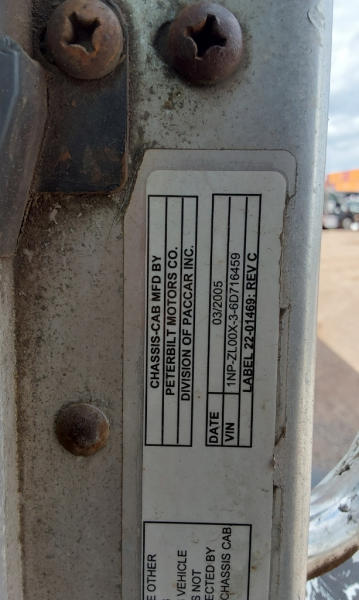 CHASSIS-CAB MFD BY
PETERBILT MOTORS CO.
DIVISION OF PACCAR INC.
DATE 03/2005
VIN 1NP-ZL00X-3-6D716459
LABEL 22-01469: REV C
E OTHER
VEHICLE
S NOT
ECTED BY
CHASSIS CAB